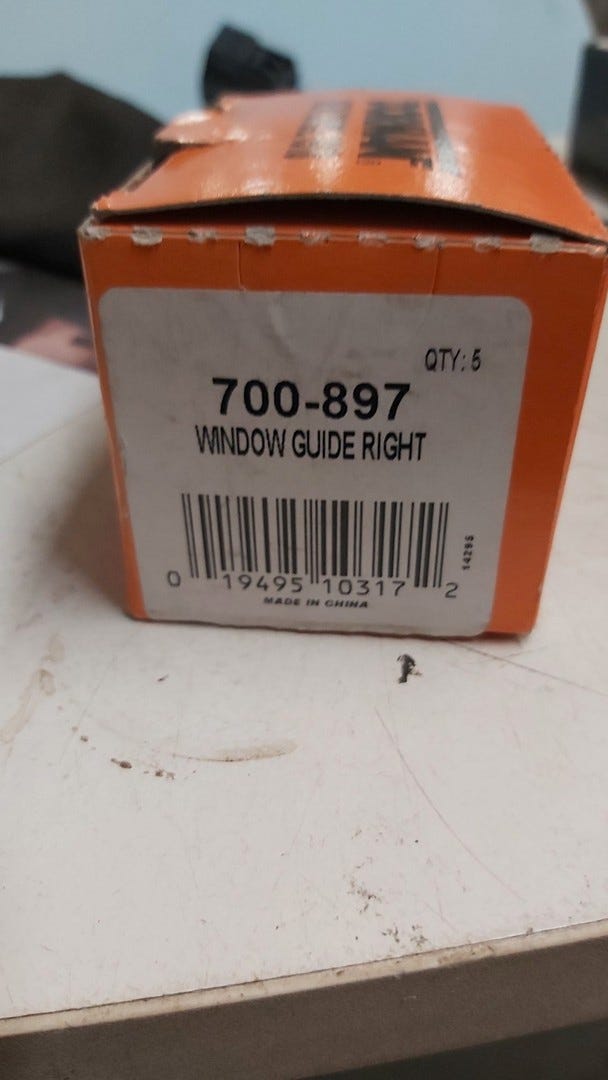 QTY: 5
700-897
WINDOW GUIDE RIGHT
14295
0 19495 10317 2
MADE IN CHINA